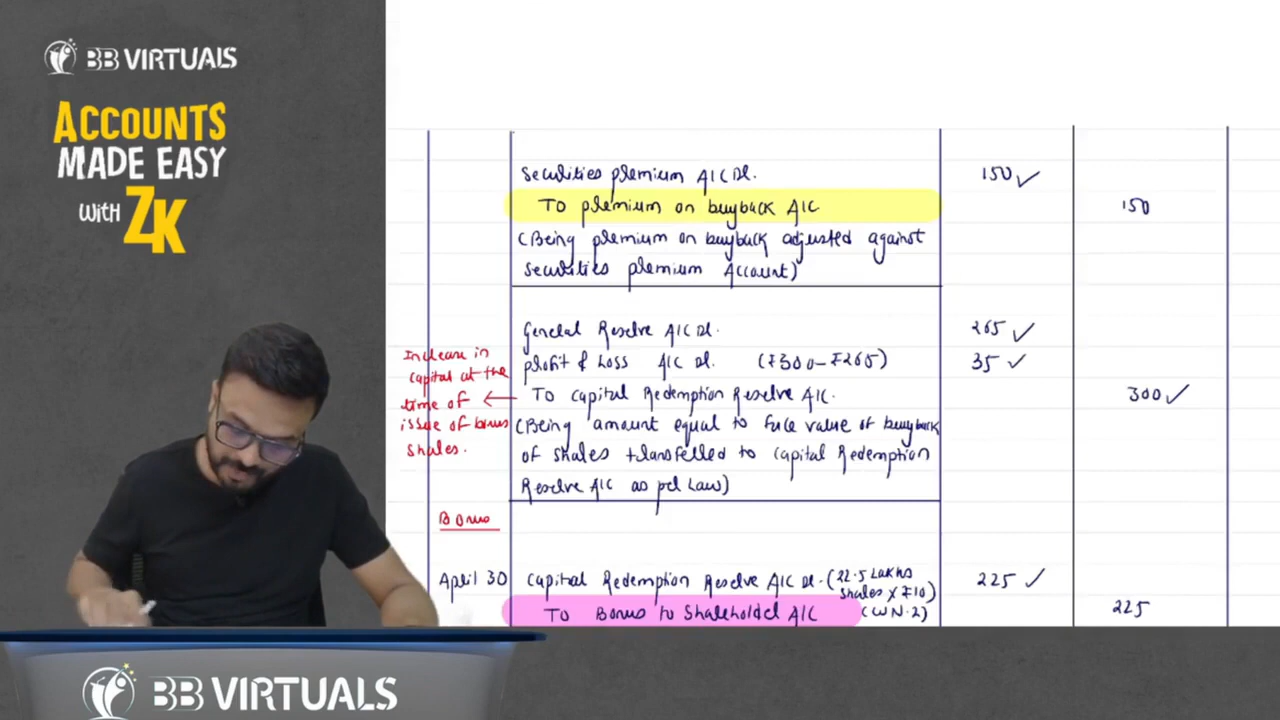 BB VIRTUALS
ACCOUNTS
MADE EASY
WITH ZK
Securities premium A/C Dr. 150 ✓
To premium on buyback A/C 150
(Being premium on buyback adjusted against
Securities premium Account)
General Reserve A/C Dr. 265 ✓
profit & Loss A/C Dr. (₹300-₹265) 35 ✓
To Capital Redemption Reserve A/C. 300 ✓
(Being amount equal to face value of buyback
of shares transferred to Capital Redemption
Reserve A/C as per Law)
Increase in
capital at the
time of
issue of bonus
shares.
Bonus
April 30 Capital Redemption Reserve A/C Dr. (22.5 Lakhs
shares X ₹10) 225 ✓
To Bonus to Shareholder A/C (WN.2) 225
BB VIRTUALS